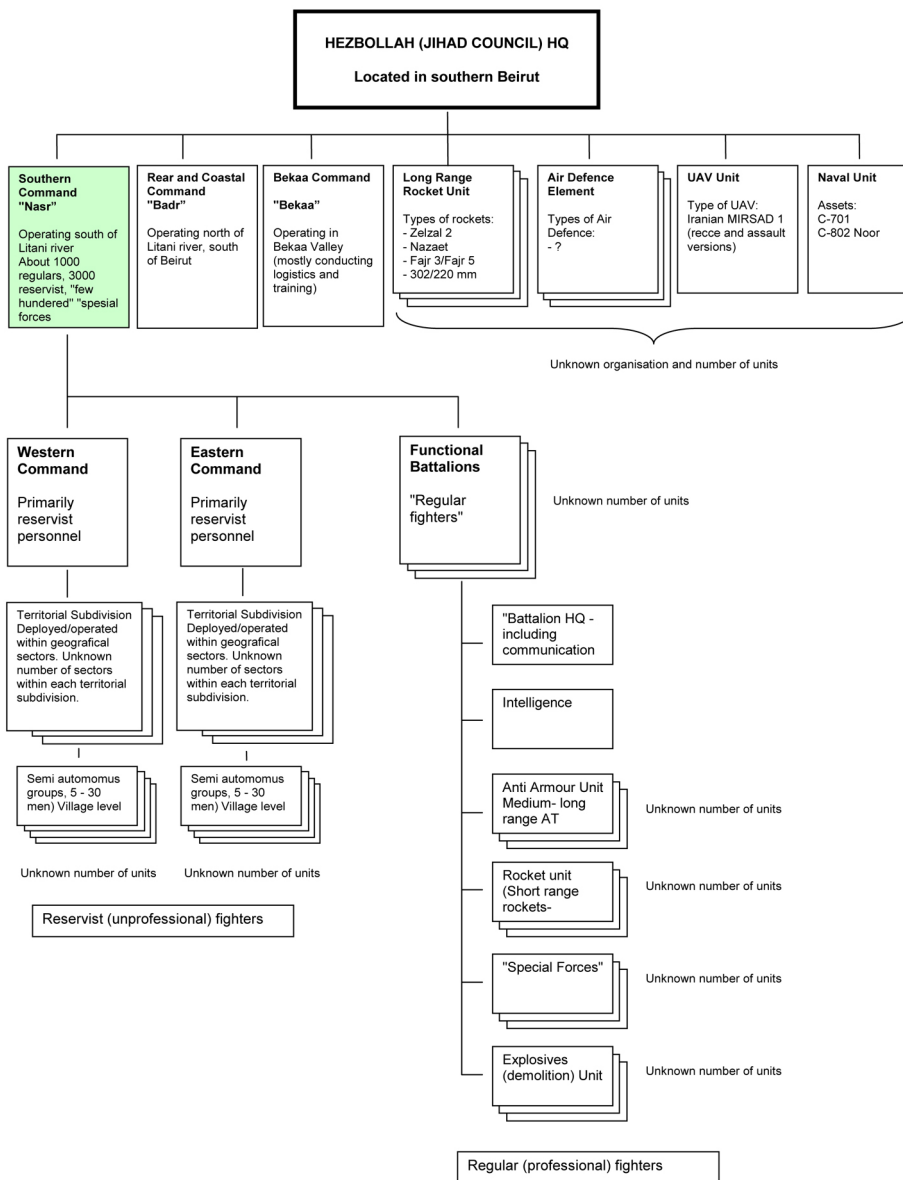 HEZBOLLAH (JIHAD COUNCIL) HQ
Located in southern Beirut
Southern
Command
"Nasr”
Operating south of
Litani river
About 1000
regulars, 3000
reservist, "few
hundered" "spesial
forces
Rear and Coastal
Command
"Badr”
Operating north of
Litani river, south
of Beirut
Bekaa Command
"Bekaa”
Operating in
Bekaa Valley
(mostly conducting
logistics and
training)
Long Range
Rocket Unit
Types of rockets:
- Zelzal 2
- Nazaet
- Fajr 3/Fajr 5
- 302/220 mm
Air Defence
Element
Types of Air
Defence:
- ?
UAV Unit
Type of UAV:
Iranian MIRSAD 1
(recce and assault
versions)
Naval Unit
Assets:
C-701
C-802 Noor
Unknown organisation and number of units
Western
Command
Primarily
reservist
personnel
Eastern
Command
Primarily
reservist
personnel
Functional
Battalions
"Regular
fighters"
Unknown number of units
Territorial Subdivision
Deployed/operated
within geografical
sectors. Unknown
number of sectors
within each territorial
subdivision.
Territorial Subdivision
Deployed/operated
within geografical
sectors. Unknown
number of sectors
within each territorial
subdivision.
Semi automomus
groups, 5 - 30
men) Village level
Semi automomus
groups, 5 - 30
men) Village level
Unknown number of units
Unknown number of units
Reservist (unprofessional) fighters
"Battalion HQ -
including
communication
Intelligence
Anti Armour Unit
Medium- long
range AT
Unknown number of units
Rocket unit
(Short range
rockets-
Unknown number of units
"Special Forces"
Unknown number of units
Explosives
(demolition) Unit
Unknown number of units
Regular (professional) fighters